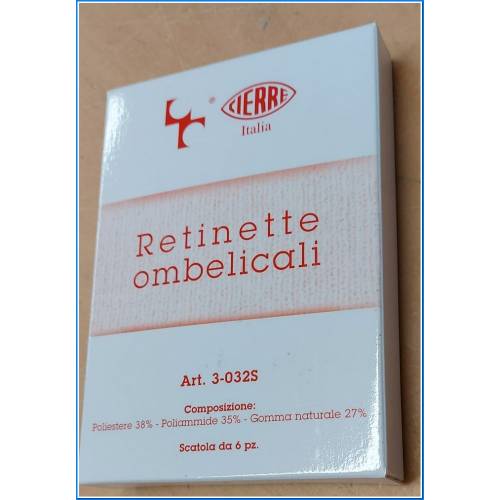 ®
CIERRE
Italia
Retinette
ombelicali
Art. 3-032S
Composizione:
Poliestere 38% - Poliammide 35% - Gomma naturale 27%
Scatola da 6 pz.